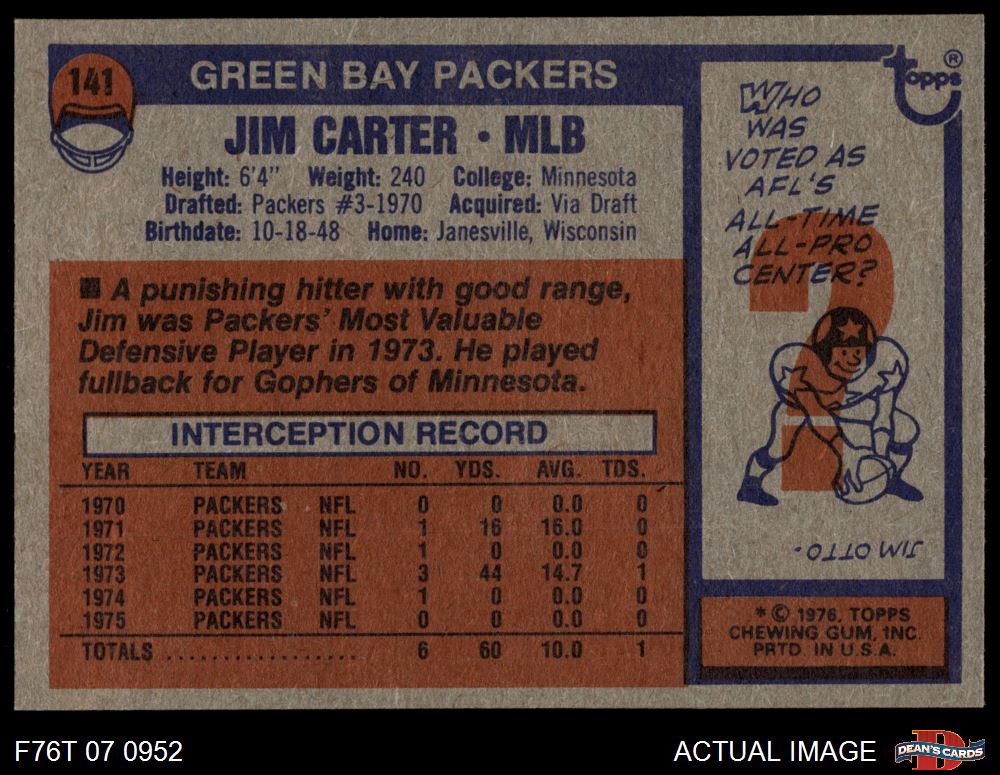 141
GREEN BAY PACKERS
JIM CARTER • MLB
Height: 6'4" Weight: 240 College: Minnesota
Drafted: Packers #3-1970 Acquired: Via Draft
Birthdate: 10-18-48 Home: Janesville, Wisconsin
■ A punishing hitter with good range,
Jim was Packers' Most Valuable
Defensive Player in 1973. He played
fullback for Gophers of Minnesota.
INTERCEPTION RECORD
YEAR TEAM NO. YDS. AVG. TDS.
1970 PACKERS NFL 0 0 0.0 0
1971 PACKERS NFL 1 16 16.0 0
1972 PACKERS NFL 1 0 0.0 0
1973 PACKERS NFL 3 44 14.7 1
1974 PACKERS NFL 1 0 0.0 0
1975 PACKERS NFL 0 0 0.0 0
TOTALS .................. 6 60 10.0 1
topps ®
WHO
WAS
VOTED AS
AFL'S
ALL-TIME
ALL-PRO
CENTER?
?
JIM OTTO.
* © 1976, TOPPS
CHEWING GUM, INC.
PRTD. IN U.S.A.
F76T 07 0952
ACTUAL IMAGE
D
DEAN'S CARDS